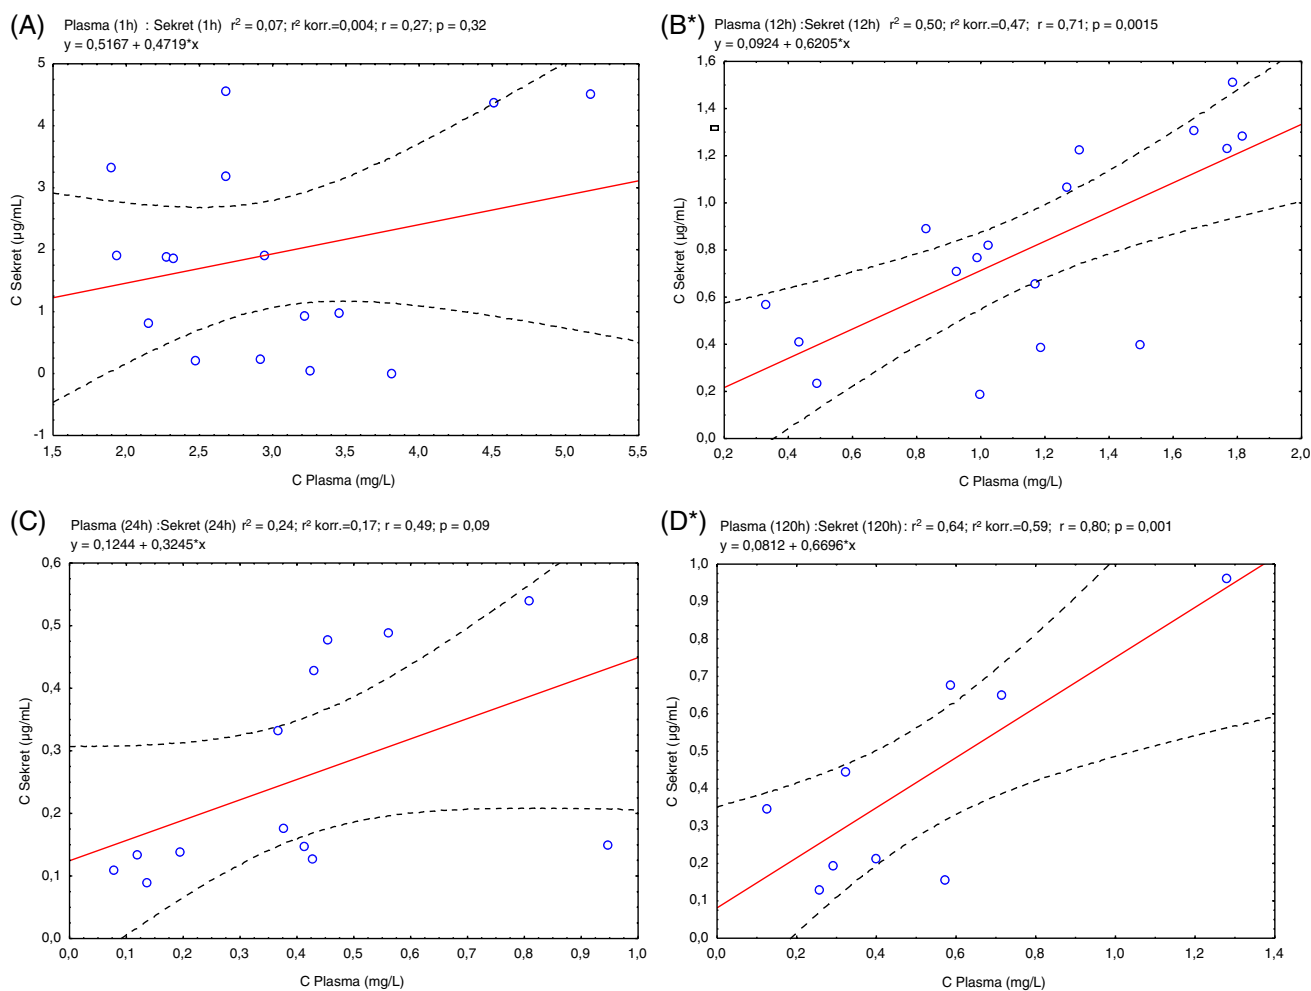 (A)
Plasma (1h) : Sekret (1h) r² = 0,07; r² korr.=0,004; r = 0,27; p = 0,32
y = 0,5167 + 0,4719*x
5
4
3
2
1
0
-1
C Sekret (µg/mL)
1,5 2,0 2,5 3,0 3,5 4,0 4,5 5,0 5,5
C Plasma (mg/L)
(B*)
Plasma (12h) :Sekret (12h) r² = 0,50; r² korr.=0,47; r = 0,71; p = 0,0015
y = 0,0924 + 0,6205*x
1,6
1,4
1,2
1,0
0,8
0,6
0,4
0,2
0,0
C Sekret (µg/mL)
0,2 0,4 0,6 0,8 1,0 1,2 1,4 1,6 1,8 2,0
C Plasma (mg/L)
(C)
Plasma (24h) :Sekret (24h) r² = 0,24; r² korr.=0,17; r = 0,49; p = 0,09
y = 0,1244 + 0,3245*x
0,6
0,5
0,4
0,3
0,2
0,1
0,0
C Sekret (µg/mL)
0,0 0,1 0,2 0,3 0,4 0,5 0,6 0,7 0,8 0,9 1,0
C Plasma (mg/L)
(D*)
Plasma (120h) :Sekret (120h) : r² = 0,64; r² korr.=0,59; r = 0,80; p = 0,001
y = 0,0812 + 0,6696*x
1,0
0,9
0,8
0,7
0,6
0,5
0,4
0,3
0,2
0,1
0,0
C Sekret (µg/mL)
0,0 0,2 0,4 0,6 0,8 1,0 1,2 1,4
C Plasma (mg/L)